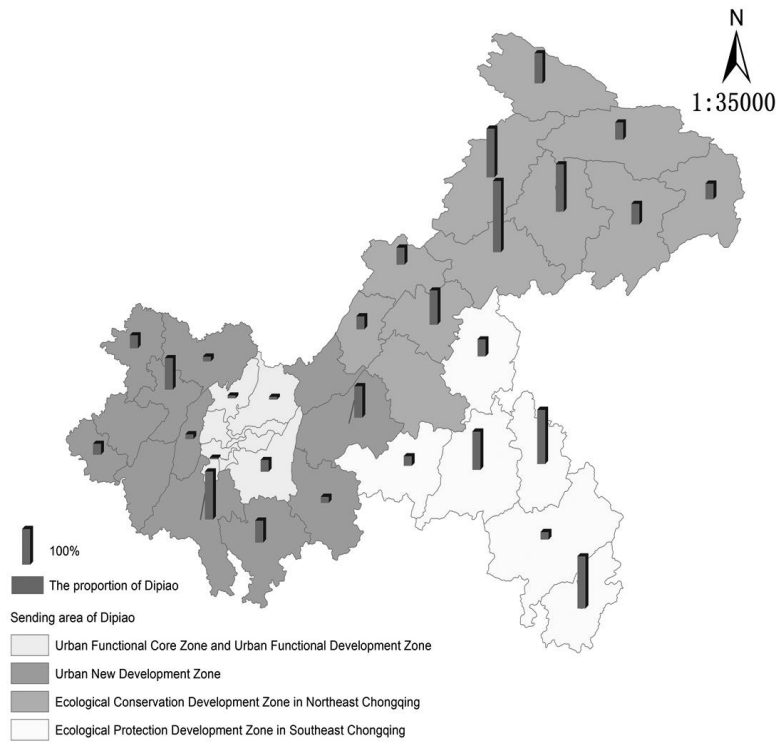 N
1:35000
100%
The proportion of Dipiao
Sending area of Dipiao
Urban Functional Core Zone and Urban Functional Development Zone
Urban New Development Zone
Ecological Conservation Development Zone in Northeast Chongqing
Ecological Protection Development Zone in Southeast Chongqing